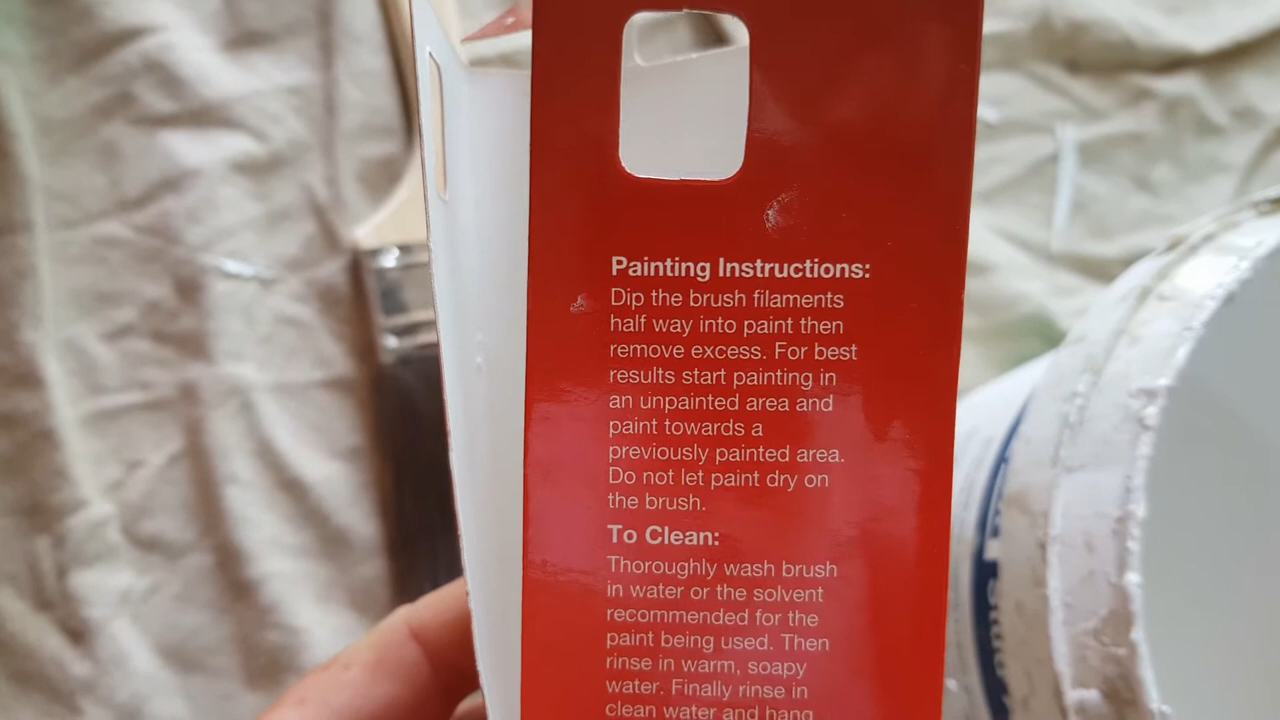 Painting Instructions:
Dip the brush filaments
half way into paint then
remove excess. For best
results start painting in
an unpainted area and
paint towards a
previously painted area.
Do not let paint dry on
the brush.
To Clean:
Thoroughly wash brush
in water or the solvent
recommended for the
paint being used. Then
rinse in warm, soapy
water. Finally rinse in
clean water and hang